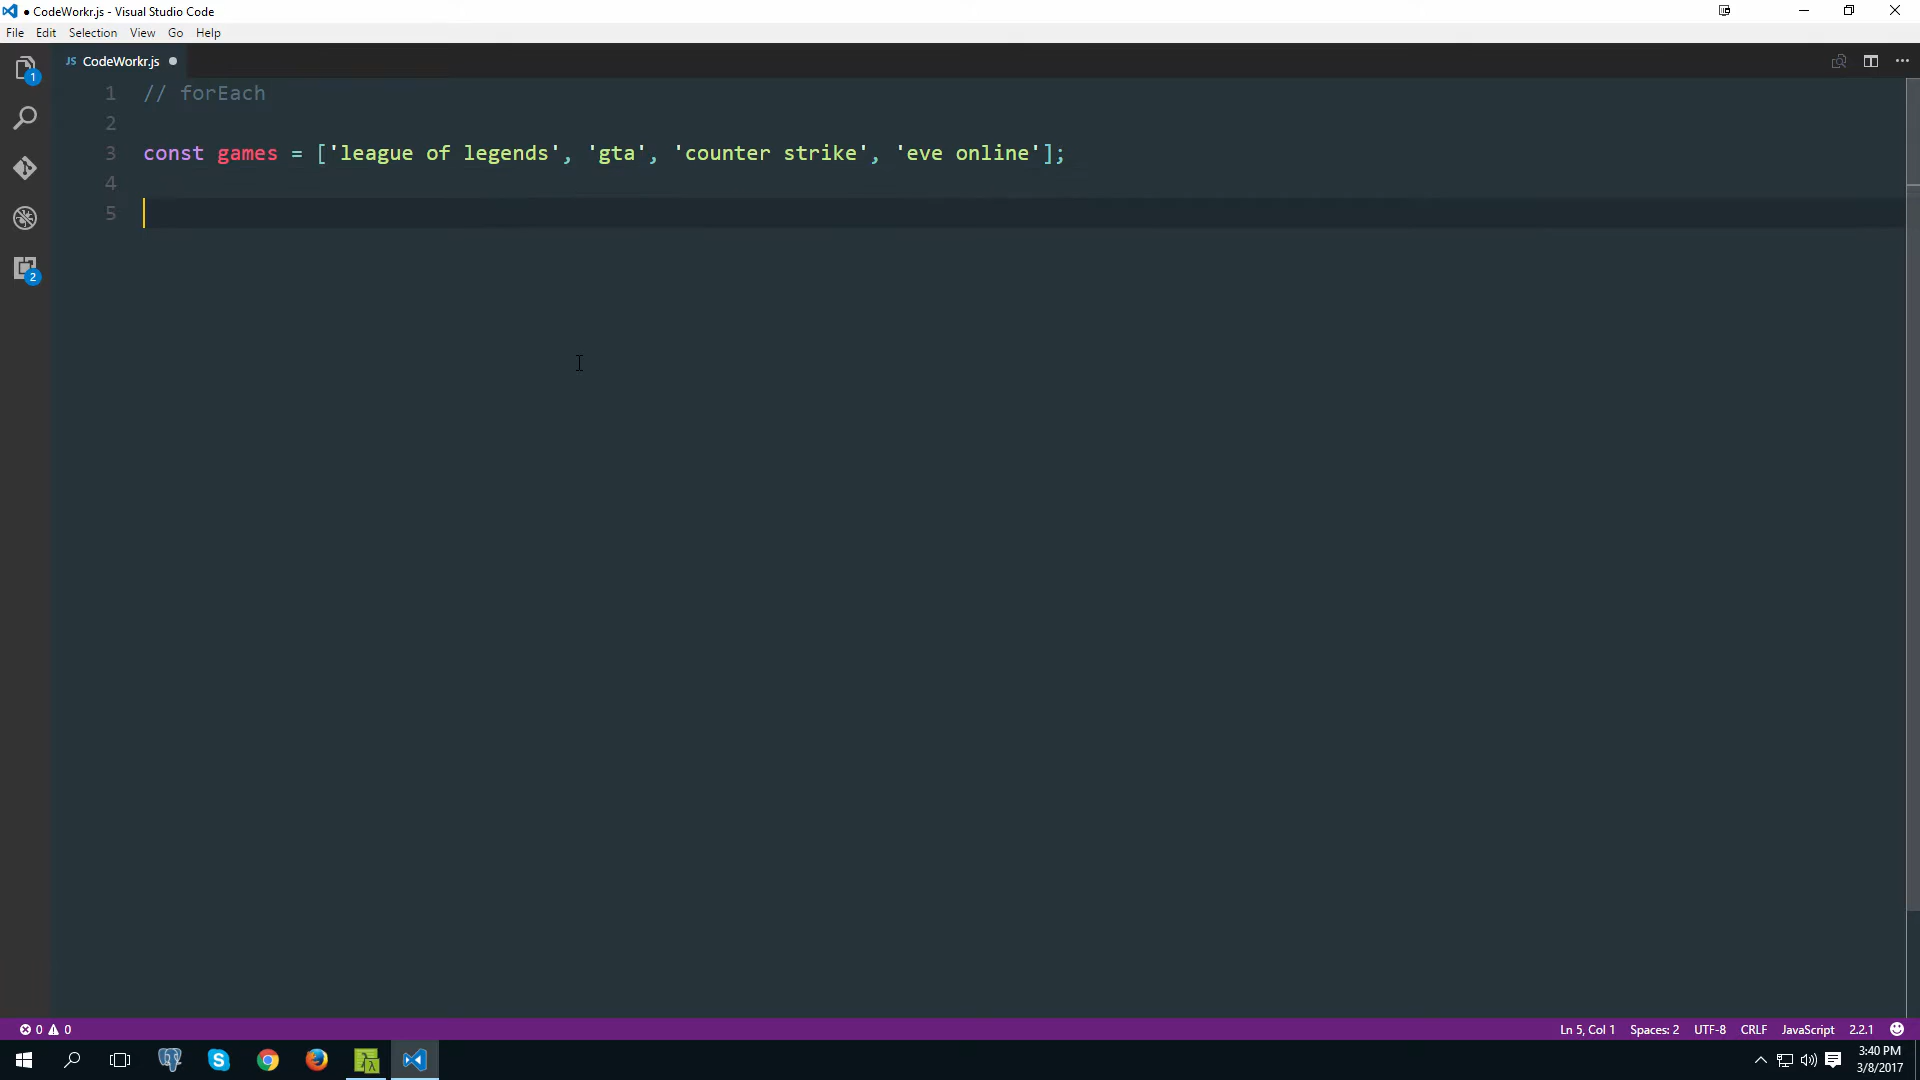 ● CodeWorkr.js - Visual Studio Code
File Edit Selection View Go Help
JS CodeWorkr.js
1 // forEach
2
3 const games = ['league of legends', 'gta', 'counter strike', 'eve online'];
4
5
1
2
0 0
Ln 5, Col 1 Spaces: 2 UTF-8 CRLF JavaScript 2.2.1
3:40 PM
3/8/2017